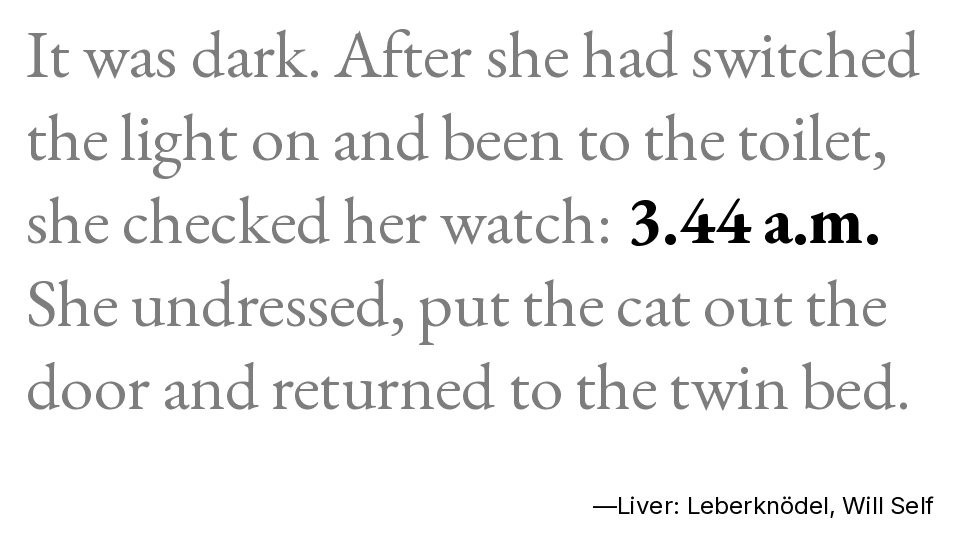 It was dark. After she had switched
the light on and been to the toilet,
she checked her watch: 3.44 a.m.
She undressed, put the cat out the
door and returned to the twin bed.
—Liver: Leberknödel, Will Self